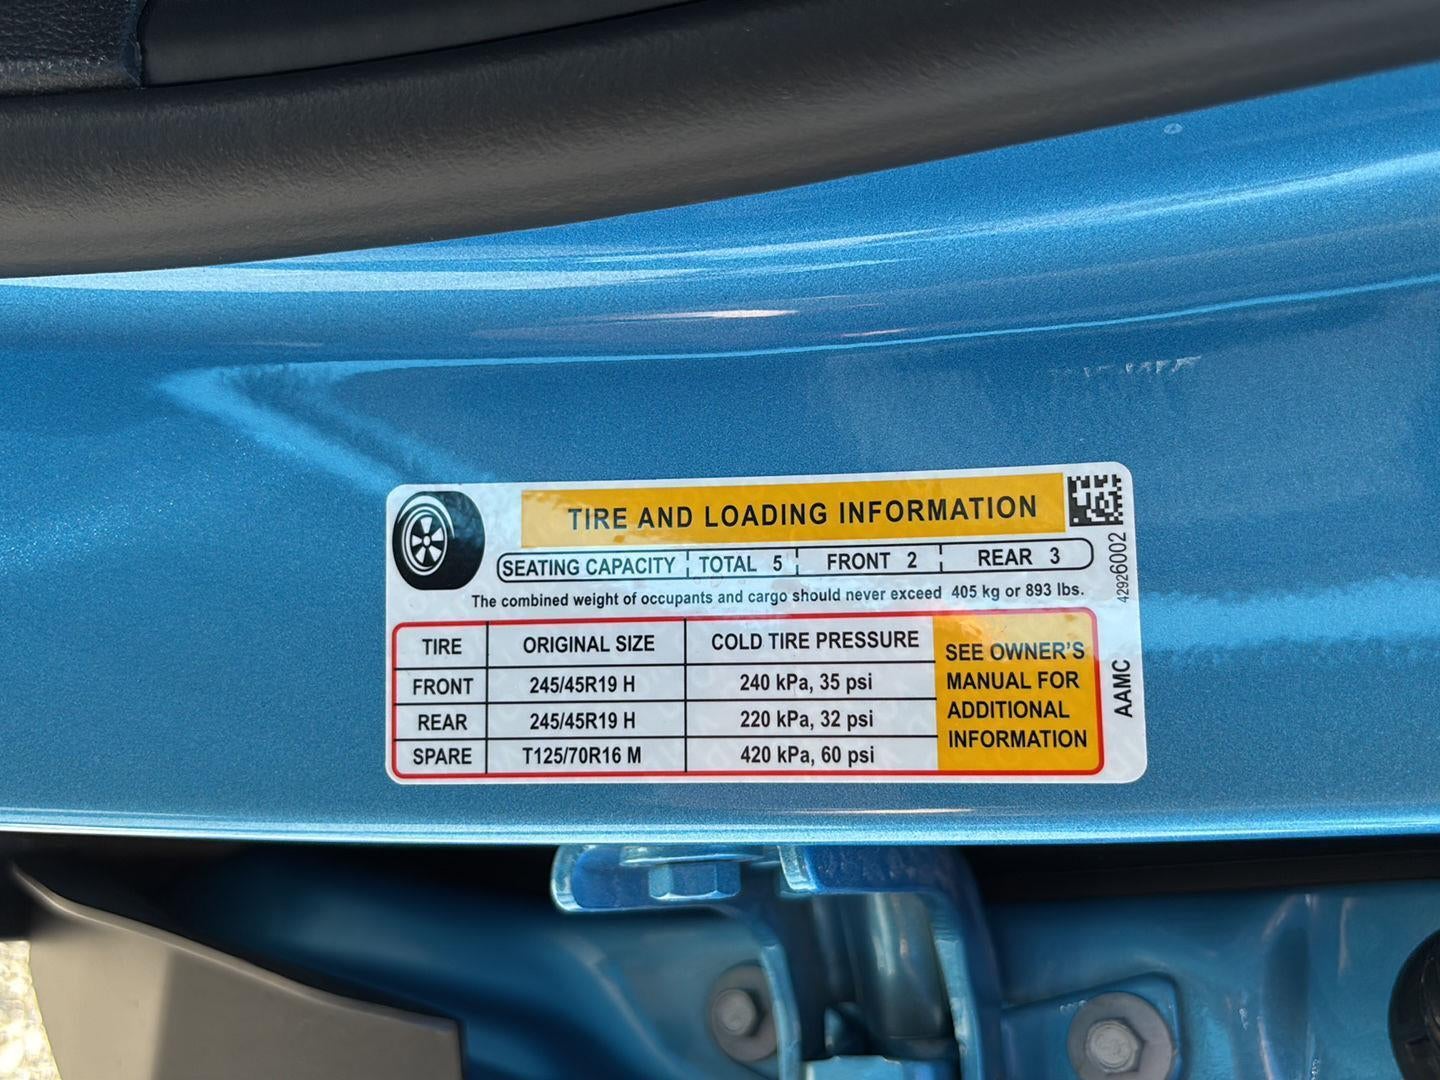 TIRE AND LOADING INFORMATION
SEATING CAPACITY TOTAL 5 FRONT 2 REAR 3
The combined weight of occupants and cargo should never exceed 405 kg or 893 lbs.
TIRE ORIGINAL SIZE COLD TIRE PRESSURE
FRONT 245/45R19 H 240 kPa, 35 psi
REAR 245/45R19 H 220 kPa, 32 psi
SPARE T125/70R16 M 420 kPa, 60 psi
SEE OWNER'S
MANUAL FOR
ADDITIONAL
INFORMATION
42926002
AAMC